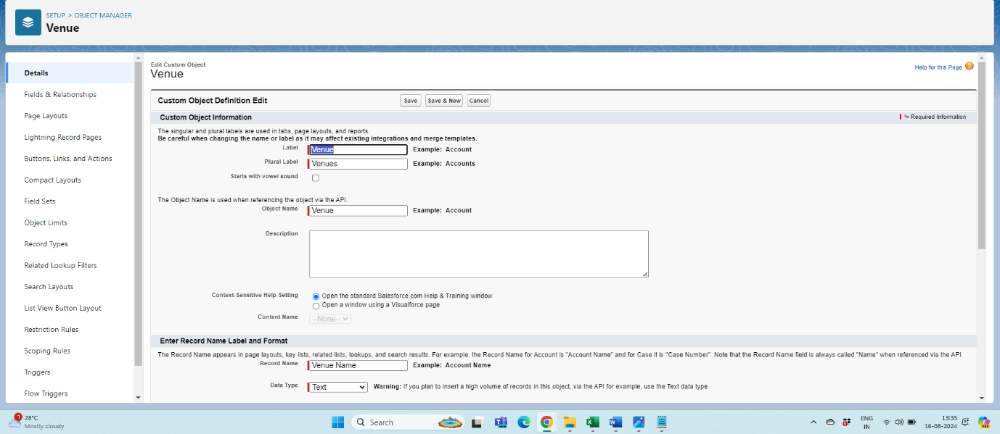 SETUP > OBJECT MANAGER
Venue
Details
Fields & Relationships
Page Layouts
Lightning Record Pages
Buttons, Links, and Actions
Compact Layouts
Field Sets
Object Limits
Record Types
Related Lookup Filters
Search Layouts
List View Button Layout
Restriction Rules
Scoping Rules
Triggers
Flow Triggers
Edit Custom Object
Venue
Help for this Page ?
Custom Object Definition Edit Save Save & New Cancel
Custom Object Information = Required Information
The singular and plural labels are used in tabs, page layouts, and reports.
Be careful when changing the name or label as it may affect existing integrations and merge templates.
Label Venue Example: Account
Plural Label Venues Example: Accounts
Starts with vowel sound
The Object Name is used when referencing the object via the API.
Object Name Venue Example: Account
Description
Context-Sensitive Help Setting Open the standard Salesforce.com Help & Training window
Open a window using a Visualforce page
Content Name --None--
Enter Record Name Label and Format
The Record Name appears in page layouts, key lists, related lists, lookups, and search results. For example, the Record Name for Account is "Account Name" and for Case it is "Case Number". Note that the Record Name field is always called "Name" when referenced via the API.
Record Name Venue Name Example: Account Name
Data Type Text Warning: If you plan to insert a high volume of records in this object, via the API for example, use the Text data type.
1
28°C
Mostly cloudy
Search
NEW
ENG
IN
13:35
16-08-2024